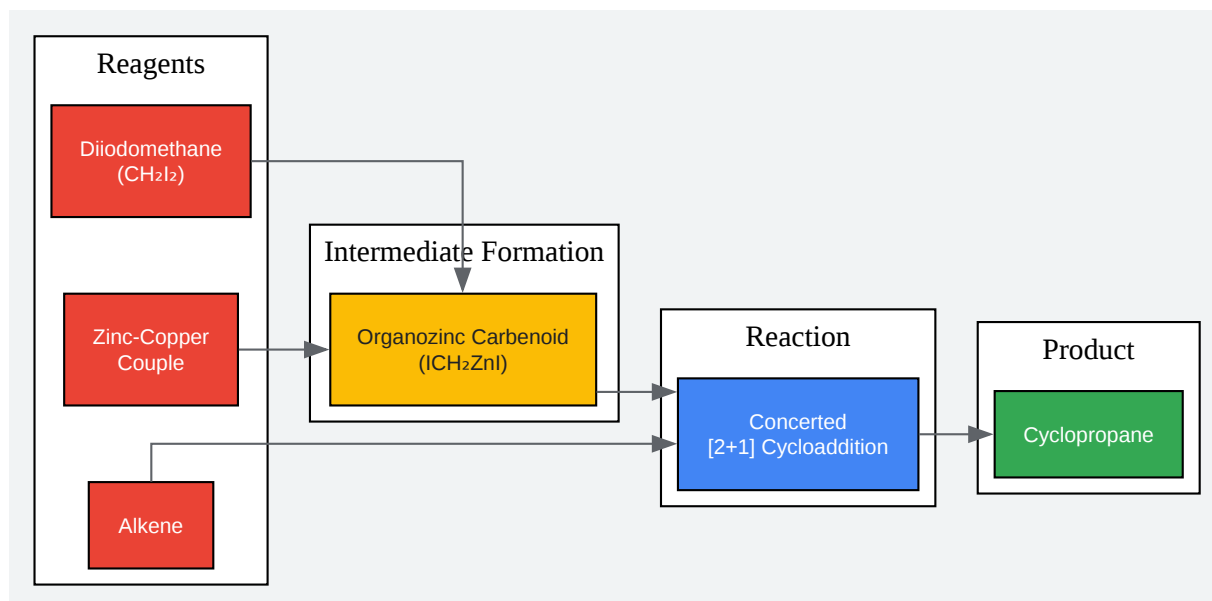 Reagents
Diiodomethane
(CH₂I₂)
Zinc-Copper
Couple
Alkene
Intermediate Formation
Organozinc Carbenoid
(ICH₂ZnI)
Reaction
Concerted
[2+1] Cycloaddition
Product
Cyclopropane